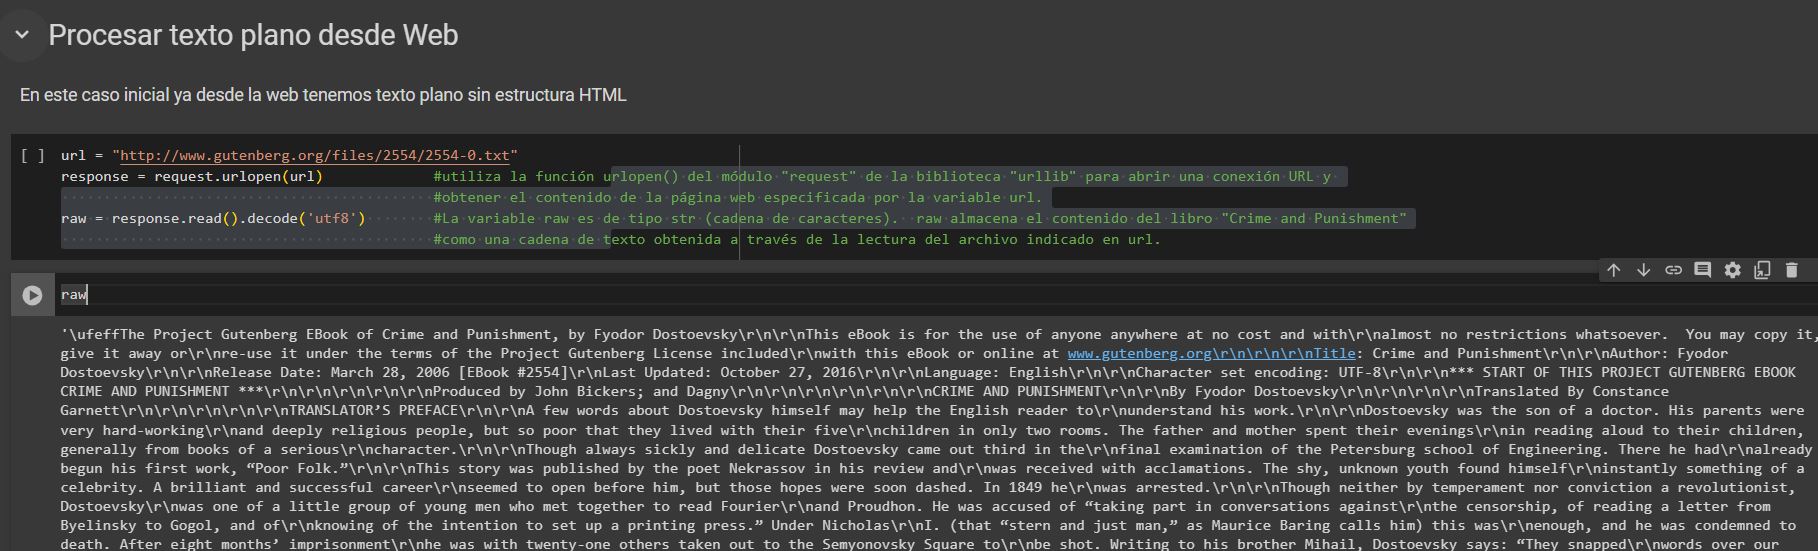 Procesar texto plano desde Web
En este caso inicial ya desde la web tenemos texto plano sin estructura HTML
[ ] url = "http://www.gutenberg.org/files/2554/2554-0.txt"
response = request.urlopen(url) #utiliza la función urlopen() del módulo "request" de la biblioteca "urllib" para abrir una conexión URL y
#obtener el contenido de la página web especificada por la variable url.
raw = response.read().decode('utf8') #La variable raw es de tipo str (cadena de caracteres). raw almacena el contenido del libro "Crime and Punishment"
#como una cadena de texto obtenida a través de la lectura del archivo indicado en url.
raw
'\ufeffThe Project Gutenberg EBook of Crime and Punishment, by Fyodor Dostoevsky\r\n\r\nThis eBook is for the use of anyone anywhere at no cost and with\r\nalmost no restrictions whatsoever.  You may copy it,
give it away or\r\nre-use it under the terms of the Project Gutenberg License included\r\nwith this eBook or online at www.gutenberg.org\r\n\r\n\r\nTitle: Crime and Punishment\r\n\r\nAuthor: Fyodor
Dostoevsky\r\n\r\nRelease Date: March 28, 2006 [EBook #2554]\r\nLast Updated: October 27, 2016\r\n\r\nLanguage: English\r\n\r\nCharacter set encoding: UTF-8\r\n\r\n*** START OF THIS PROJECT GUTENBERG EBOOK
CRIME AND PUNISHMENT ***\r\n\r\n\r\n\r\nProduced by John Bickers; and Dagny\r\n\r\n\r\n\r\n\r\nCRIME AND PUNISHMENT\r\n\r\nBy Fyodor Dostoevsky\r\n\r\n\r\n\r\nTranslated By Constance
Garnett\r\n\r\n\r\n\r\n\r\nTRANSLATOR’S PREFACE\r\n\r\nA few words about Dostoevsky himself may help the English reader to\r\nunderstand his work.\r\n\r\nDostoevsky was the son of a doctor. His parents were
very hard-working\r\nand deeply religious people, but so poor that they lived with their five\r\nchildren in only two rooms. The father and mother spent their evenings\r\nin reading aloud to their children,
generally from books of a serious\r\ncharacter.\r\n\r\nThough always sickly and delicate Dostoevsky came out third in the\r\nfinal examination of the Petersburg school of Engineering. There he had\r\nalready
begun his first work, “Poor Folk.”\r\n\r\nThis story was published by the poet Nekrassov in his review and\r\nwas received with acclamations. The shy, unknown youth found himself\r\ninstantly something of a
celebrity. A brilliant and successful career\r\nseemed to open before him, but those hopes were soon dashed. In 1849 he\r\nwas arrested.\r\n\r\nThough neither by temperament nor conviction a revolutionist,
Dostoevsky\r\nwas one of a little group of young men who met together to read Fourier\r\nand Proudhon. He was accused of “taking part in conversations against\r\nthe censorship, of reading a letter from
Byelinsky to Gogol, and of\r\nknowing of the intention to set up a printing press.” Under Nicholas\r\nI. (that “stern and just man,” as Maurice Baring calls him) this was\r\nenough, and he was condemned to
death. After eight months’ imprisonment\r\nhe was with twenty-one others taken out to the Semyonovsky Square to\r\nbe shot. Writing to his brother Mihail, Dostoevsky says: “They snapped\r\nwords over our